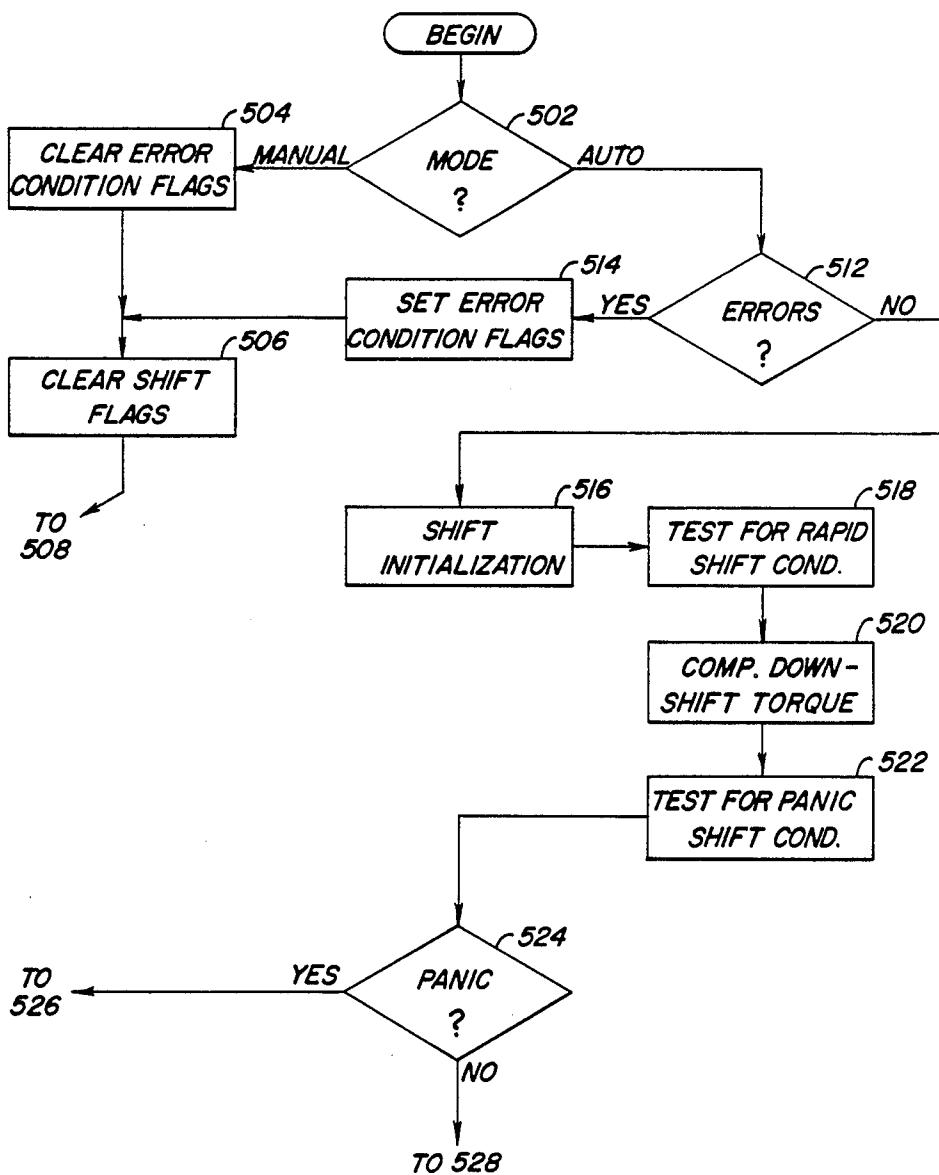 BEGIN
504
502
CLEAR ERROR
CONDITION FLAGS
MANUAL
MODE
?
AUTO
514
512
SET ERROR
CONDITION FLAGS
YES
ERRORS
?
NO
506
CLEAR SHIFT
FLAGS
TO
508
516
518
SHIFT
INITIALIZATION
TEST FOR RAPID
SHIFT COND.
520
COMP. DOWN-
SHIFT TORQUE
522
TEST FOR PANIC
SHIFT COND.
524
TO
526
YES
PANIC
?
NO
TO 528